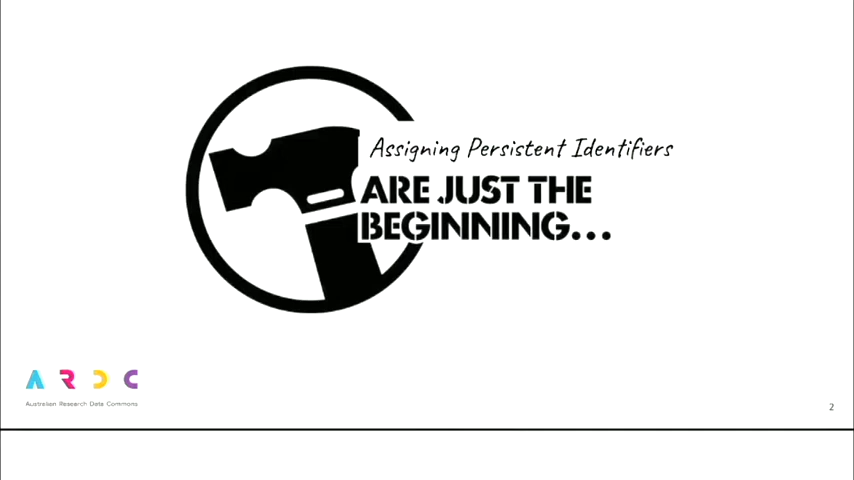 Assigning Persistent Identifiers
ARE JUST THE
BEGINNING...
ARDC
Australian Research Data Commons
2